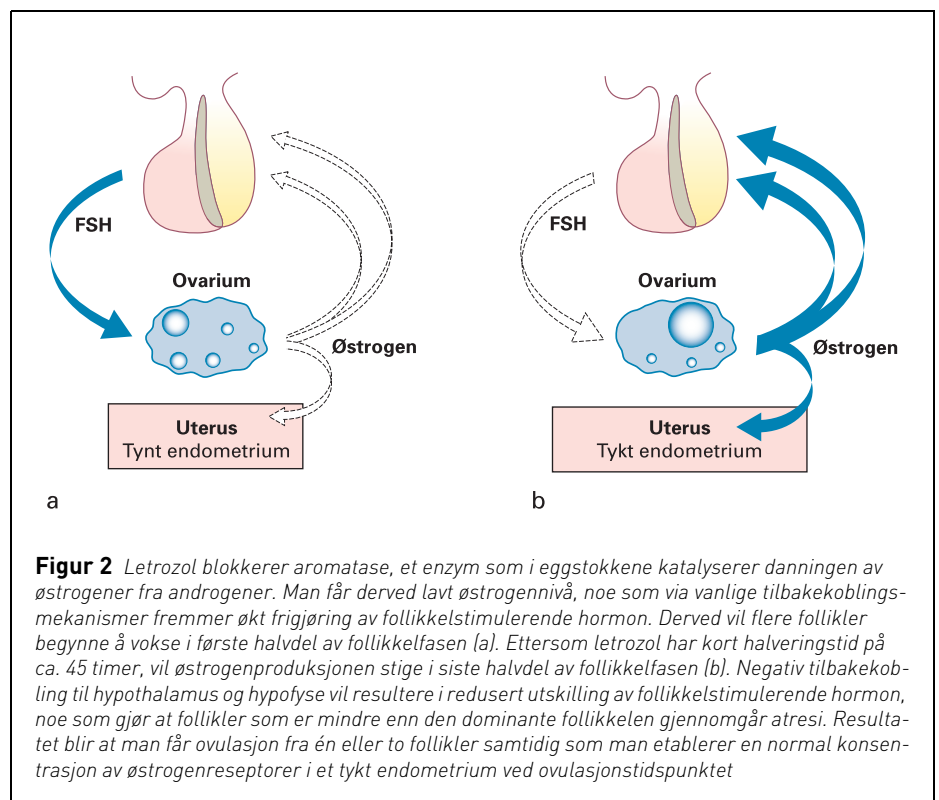 FSH
Ovarium
Østrogen
Uterus
Tynt endometrium
a
FSH
Ovarium
Østrogen
Uterus
Tykt endometrium
b
Figur 2 Letrozol blokkerer aromatase, et enzym som i eggstokkene katalyserer danningen av
østrogener fra androgener. Man får derved lavt østrogennivå, noe som via vanlige tilbakekoblings-
mekanismer fremmer økt frigjøring av follikkelstimulerende hormon. Derved vil flere follikler
begynne å vokse i første halvdel av follikkelfasen (a). Ettersom letrozol har kort halveringstid på
ca. 45 timer, vil østrogenproduksjonen stige i siste halvdel av follikkelfasen (b). Negativ tilbakekob-
ling til hypothalamus og hypofyse vil resultere i redusert utskilling av follikkelstimulerende hormon,
noe som gjør at follikler som er mindre enn den dominante follikkelen gjennomgår atresi. Resulta-
tet blir at man får ovulasjon fra én eller to follikler samtidig som man etablerer en normal konsen-
trasjon av østrogenreseptorer i et tykt endometrium ved ovulasjonstidspunktet